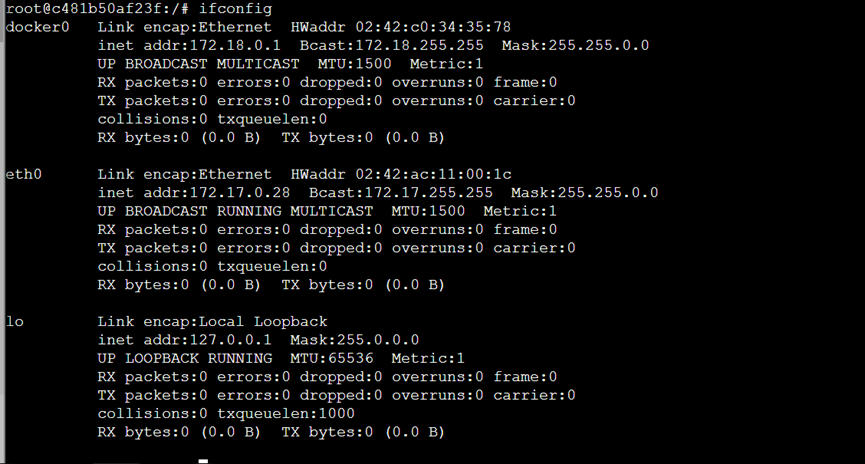 root@c481b50af23f:/# ifconfig
docker0   Link encap:Ethernet  HWaddr 02:42:c0:34:35:78
          inet addr:172.18.0.1  Bcast:172.18.255.255  Mask:255.255.0.0
          UP BROADCAST MULTICAST  MTU:1500  Metric:1
          RX packets:0 errors:0 dropped:0 overruns:0 frame:0
          TX packets:0 errors:0 dropped:0 overruns:0 carrier:0
          collisions:0 txqueuelen:0
          RX bytes:0 (0.0 B)  TX bytes:0 (0.0 B)

eth0      Link encap:Ethernet  HWaddr 02:42:ac:11:00:1c
          inet addr:172.17.0.28  Bcast:172.17.255.255  Mask:255.255.0.0
          UP BROADCAST RUNNING MULTICAST  MTU:1500  Metric:1
          RX packets:0 errors:0 dropped:0 overruns:0 frame:0
          TX packets:0 errors:0 dropped:0 overruns:0 carrier:0
          collisions:0 txqueuelen:0
          RX bytes:0 (0.0 B)  TX bytes:0 (0.0 B)

lo        Link encap:Local Loopback
          inet addr:127.0.0.1  Mask:255.0.0.0
          UP LOOPBACK RUNNING  MTU:65536  Metric:1
          RX packets:0 errors:0 dropped:0 overruns:0 frame:0
          TX packets:0 errors:0 dropped:0 overruns:0 carrier:0
          collisions:0 txqueuelen:1000
          RX bytes:0 (0.0 B)  TX bytes:0 (0.0 B)